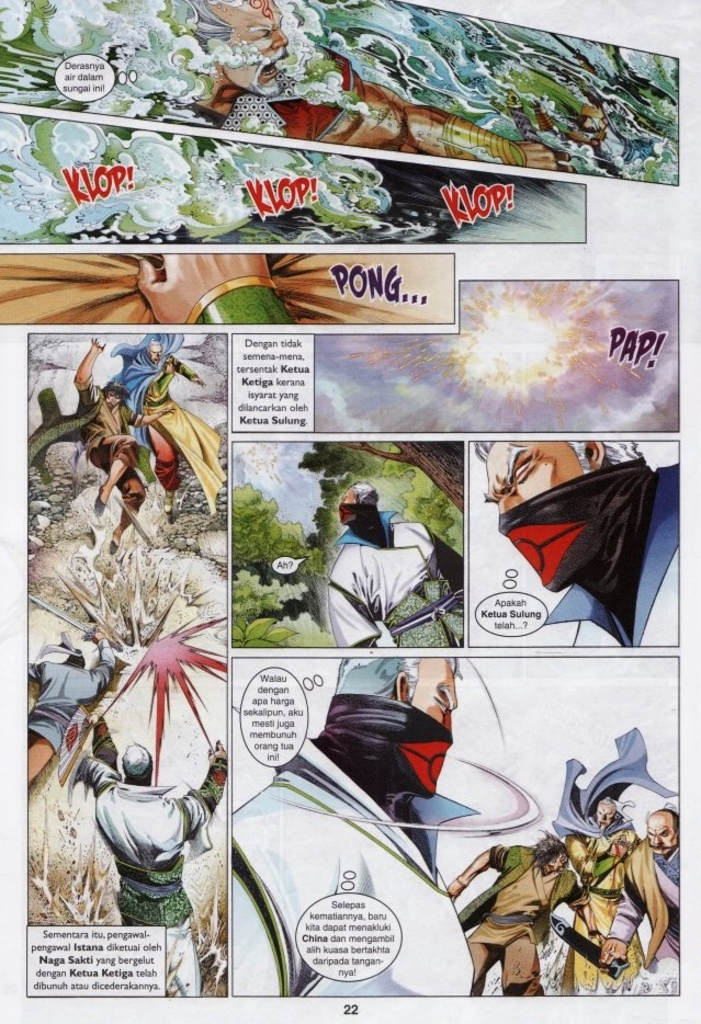 Derasnya
air dalam
sungai ini!
KLOP!
KLOP!
KLOP!
PONG...
PAP!
Dengan tidak
semena-mena,
tersentak Ketua
Ketiga kerana
isyarat yang
dilancarkan oleh
Ketua Sulung.
Ah?
Apakah
Ketua Sulung
telah...?
Sementara itu, pengawal-
pengawal Istana diketuai oleh
Naga Sakti yang bergelut
dengan Ketua Ketiga telah
dibunuh atau dicederakannya.
Walau
dengan
apa harga
sekalipun, aku
mesti juga
membunuh
orang tua
ini!
Selepas
kematiannya, baru
kita dapat menakluki
China dan mengambil
alih kuasa bertakhta
daripada tangan-
nya!
22